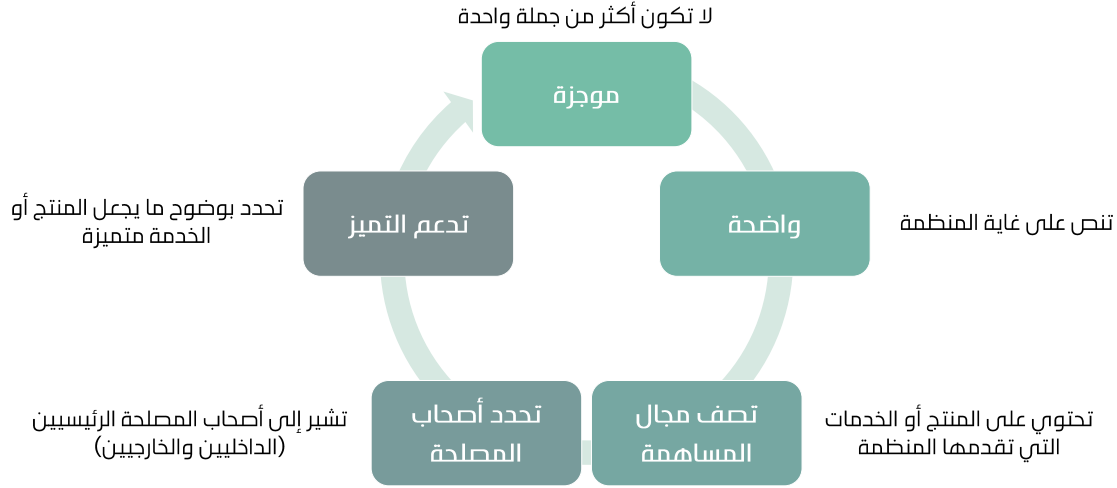 لا تكون أكثر من جملة واحدة
موجزة
واضحة
تنص على غاية المنظمة
تصف مجال
المساهمة
تحتوي على المنتج أو الخدمات
التي تقدمها المنظمة
تحدد أصحاب
المصلحة
تشير إلى أصحاب المصلحة الرئيسيين
(الداخليين والخارجيين)
تدعم التميز
تحدد بوضوح ما يجعل المنتج أو
الخدمة متميزة